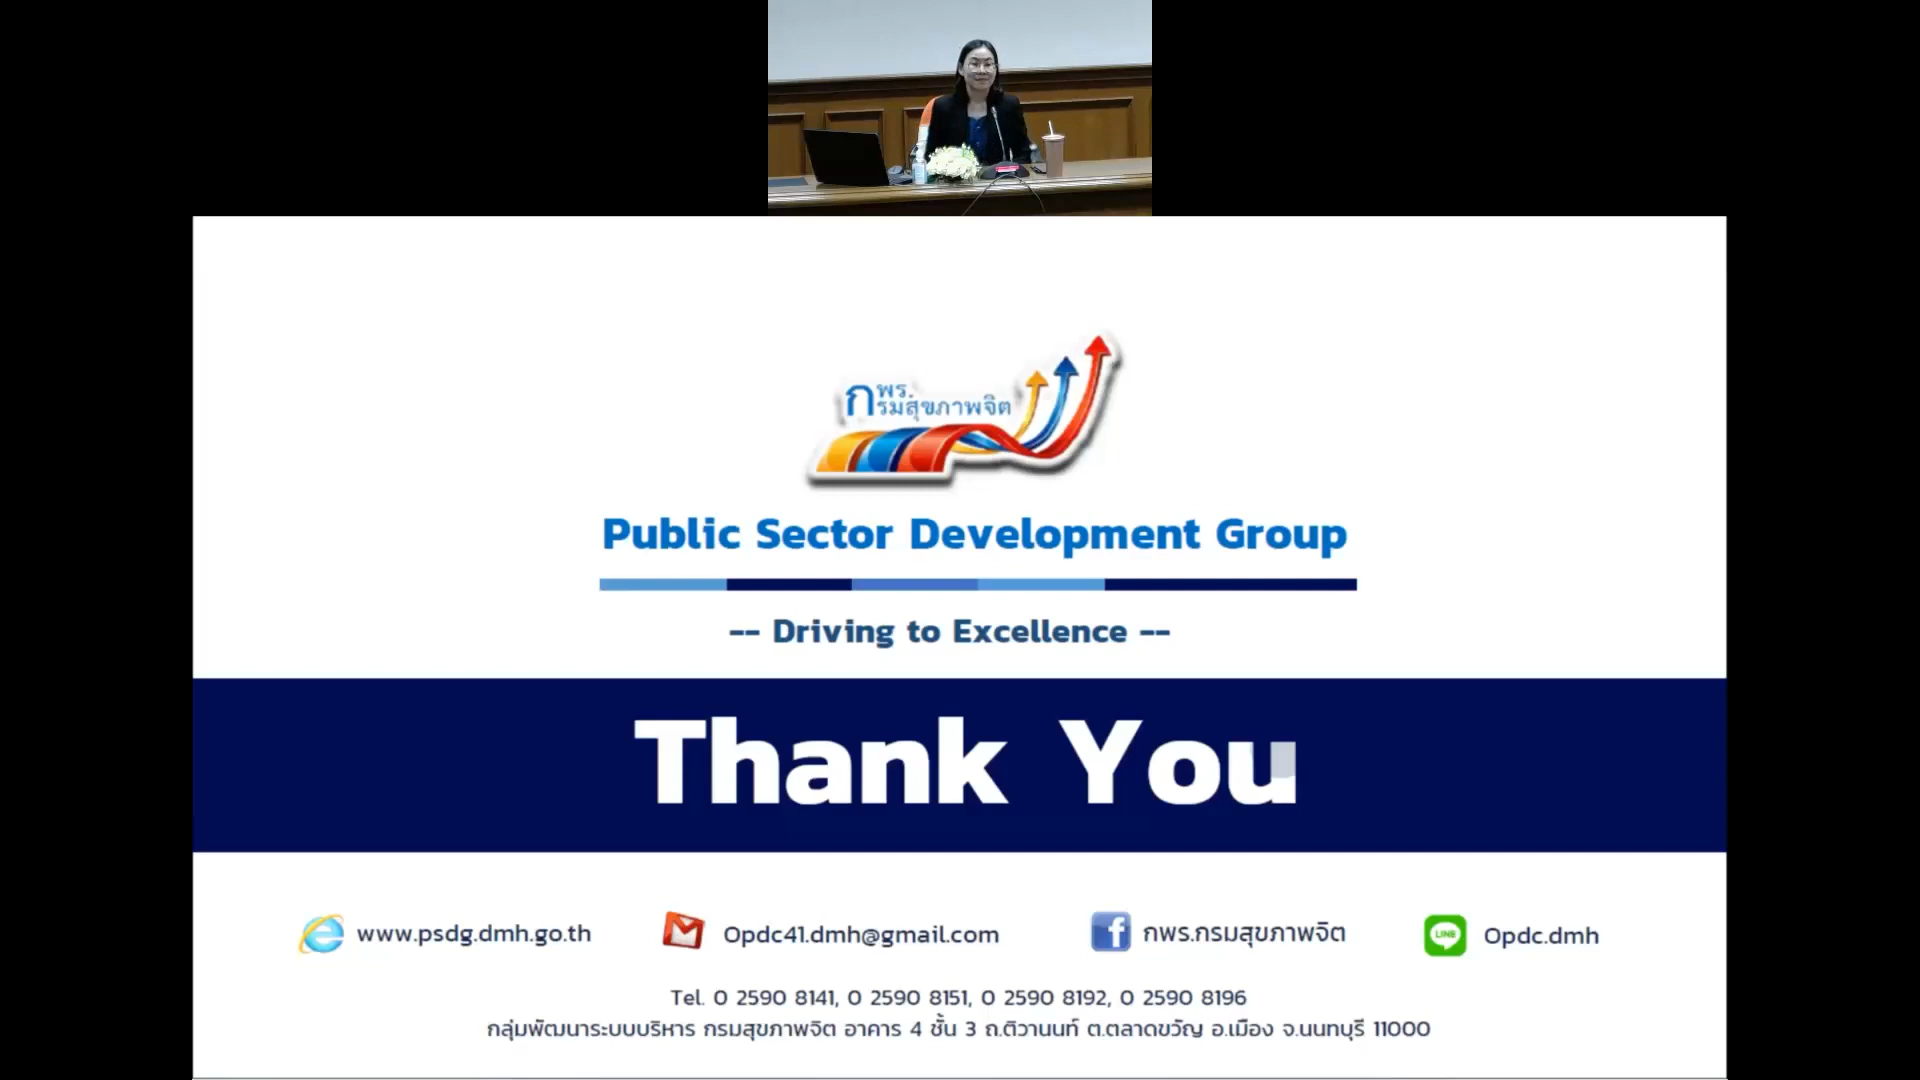 กพร.
กรมสุขภาพจิต
Public Sector Development Group
-- Driving to Excellence --
Thank You
www.psdg.dmh.go.th
Opdc41.dmh@gmail.com
กพร.กรมสุขภาพจิต
LINE
Opdc.dmh
Tel. 0 2590 8141, 0 2590 8151, 0 2590 8192, 0 2590 8196
กลุ่มพัฒนาระบบบริหาร กรมสุขภาพจิต อาคาร 4 ชั้น 3 ถ.ติวานนท์ ต.ตลาดขวัญ อ.เมือง จ.นนทบุรี 11000